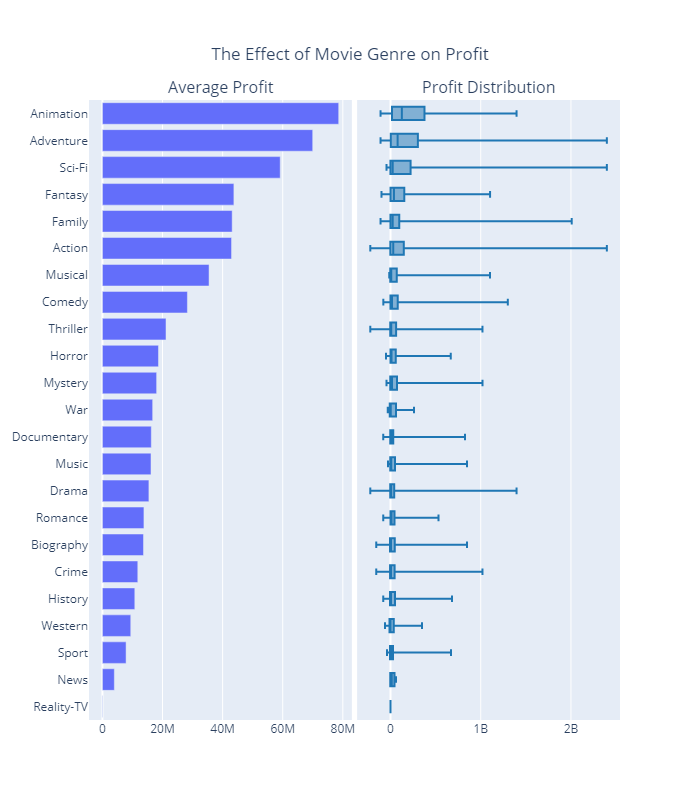 The Effect of Movie Genre on Profit
Average Profit
Profit Distribution
Animation
Adventure
Sci-Fi
Fantasy
Family
Action
Musical
Comedy
Thriller
Horror
Mystery
War
Documentary
Music
Drama
Romance
Biography
Crime
History
Western
Sport
News
Reality-TV
0 20M 40M 60M 80M
0 1B 2B